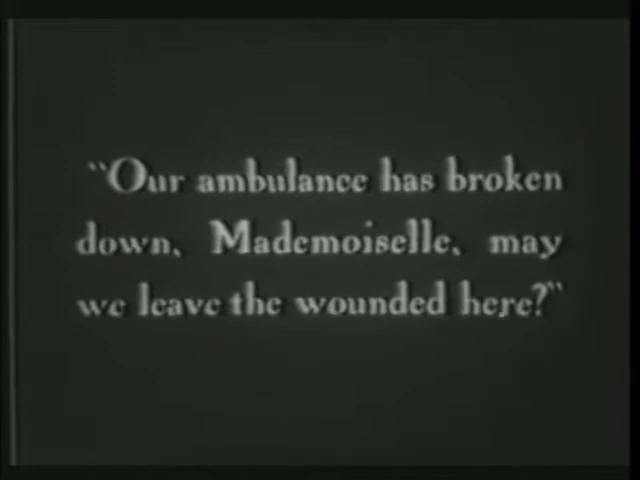 "Our ambulance has broken
down, Mademoiselle, may
we leave the wounded here?"